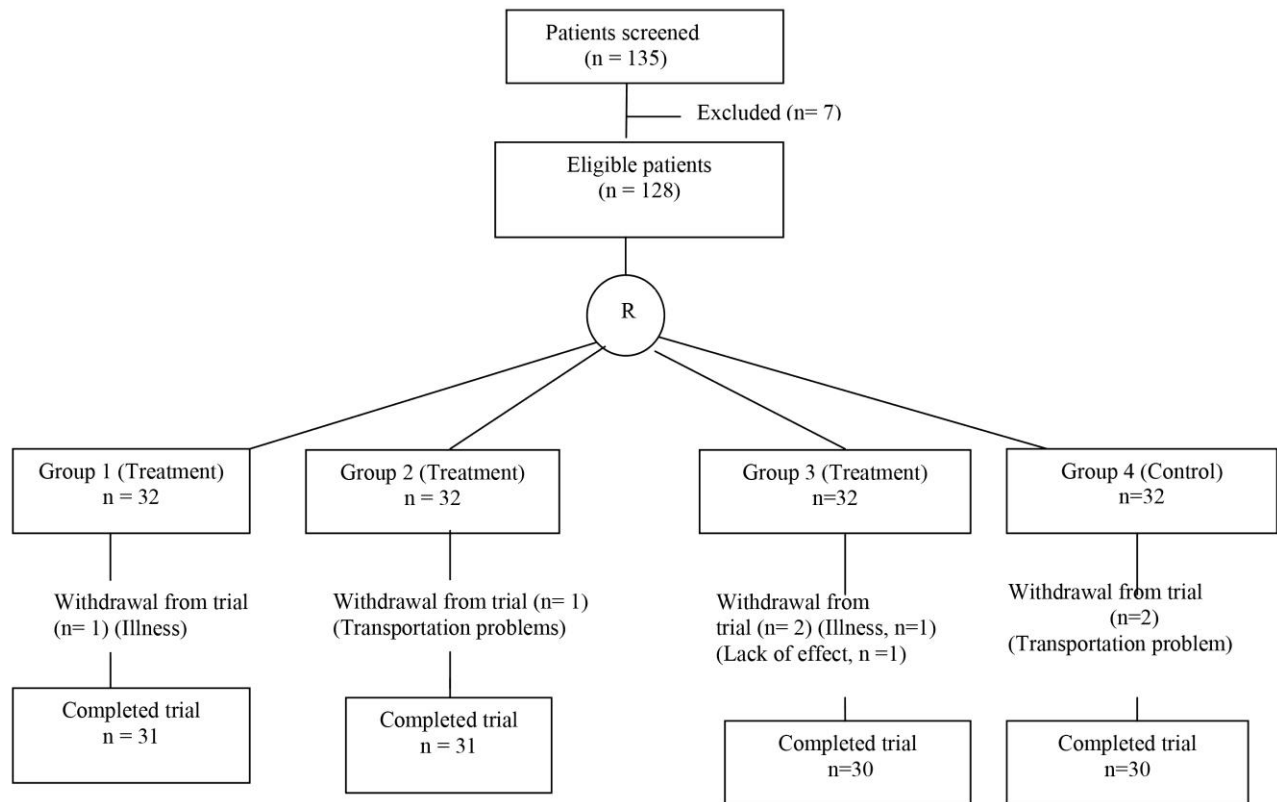 Patients screened
(n = 135)
Excluded (n= 7)
Eligible patients
(n = 128)
R
Group 1 (Treatment)
n = 32
Group 2 (Treatment)
n = 32
Group 3 (Treatment)
n=32
Group 4 (Control)
n=32
Withdrawal from trial
(n= 1) (Illness)
Withdrawal from trial (n= 1)
(Transportation problems)
Withdrawal from
trial (n= 2) (Illness, n=1)
(Lack of effect, n =1)
Withdrawal from trial
(n=2)
(Transportation problem)
Completed trial
n = 31
Completed trial
n = 31
Completed trial
n=30
Completed trial
n=30